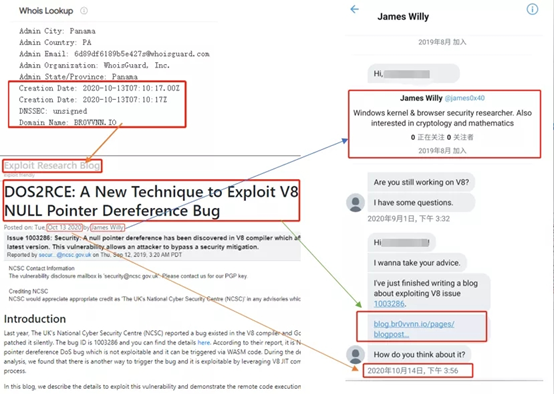 Whois Lookup
Admin City: Panama
Admin Country: PA
Admin Email: 6d89df6189b5e427s@whoisguard.com
Admin Organization: WhoisGuard, Inc.
Admin State/Province: Panama
Creation Date: 2020-10-13T07:10:17.00Z
Creation Date: 2020-10-13T07:10:17Z
DNSSEC: unsigned
Domain Name: BR0VVNN.IO
Exploit Research Blog
DOS2RCE: A New Technique to Exploit V8
NULL Pointer Dereference Bug
Posted on: Tue, Oct 13 2020 by James Willy
Issue 1003286: Security: A null pointer dereference has been discovered in V8 compiler which af
latest version. This vulnerability allows an attacker to bypass a security mitigation.
Reported by secur...@ncsc.gov.uk on Thu, Sep 12, 2019, 3:20 AM PDT
NCSC Contact Information
The vulnerability disclosure mailbox is 'security@ncsc.gov.uk'. Please contact us for our PGP key
Crediting NCSC
NCSC would appreciate appropriate credit as 'The UK's National Cyber Security Centre (NCSC)' in any advisories whic
Introduction
Last year, The UK's National Cyber Security Centre (NCSC) reported a bug existed in the V8 compiler and Go
patched it silently. The bug ID is 1003286 and you can find the details here. According to their report, it is N
pointer dereference DoS bug which is not exploitable and it can be triggered via WASM code. During the de
analysis, we found that there is another way to trigger the bug and it is exploitable by leveraging V8 JIT com
process.
In this blog, we describe the details to exploit this vulnerability and demonstrate the remote code execution
James Willy
2019年8月 加入
Hi,
James Willy @james0x40
Windows kernel & browser security researcher. Also
interested in cryptology and mathematics
0 正在关注 0 关注者
2019年8月 加入
Are you still working on V8?
I have some questions.
2020年9月1日, 下午 3:32
Hi
I wanna take your advice.
I've just finished writing a blog
about exploiting V8 issue
1003286.
blog.br0vvnn.io/pages/
blogpost...
How do you think about it?
2020年10月14日, 下午 3:56